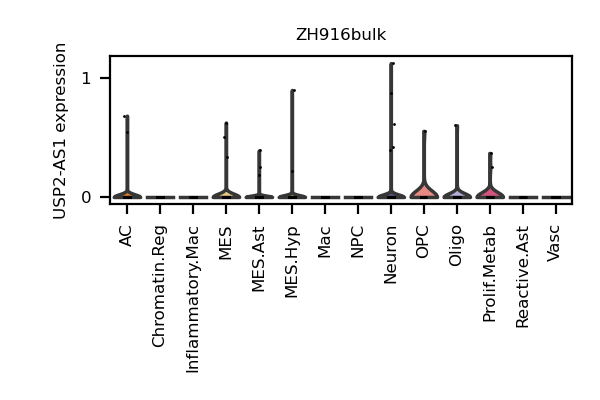 ZH916bulk
USP2-AS1 expression
1
0
AC
Chromatin.Reg
Inflammatory.Mac
MES
MES.Ast
MES.Hyp
Mac
NPC
Neuron
OPC
Oligo
Prolif.Metab
Reactive.Ast
Vasc